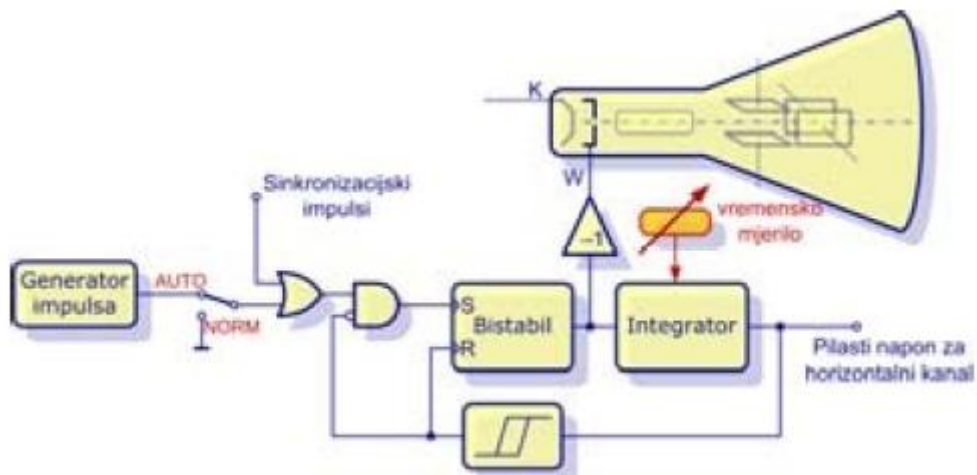 K
W
Sinkronizacijski
impulsi
vremensko
mjerilo
-1
Generator
impulsa
AUTO
NORM
S
Bistabil
R
Integrator
Pilasti napon za
horizontalni kanal